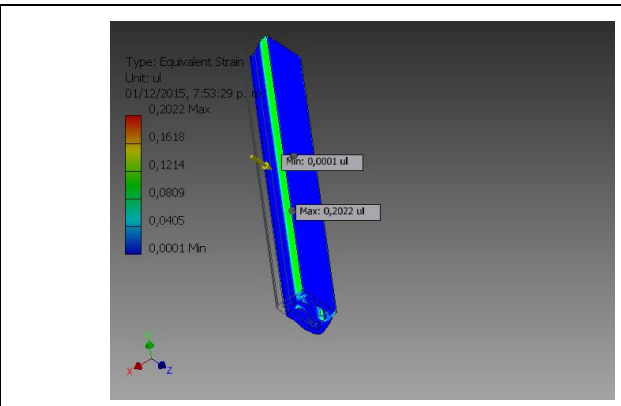 Type: Equivalent Strain
Unit: ul
01/12/2015, 7:53:29 p. m
0,2022 Max
0,1618
0,1214
0,0809
0,0405
0,0001 Min
Min: 0,0001 ul
Max: 0,2022 ul
X
Z